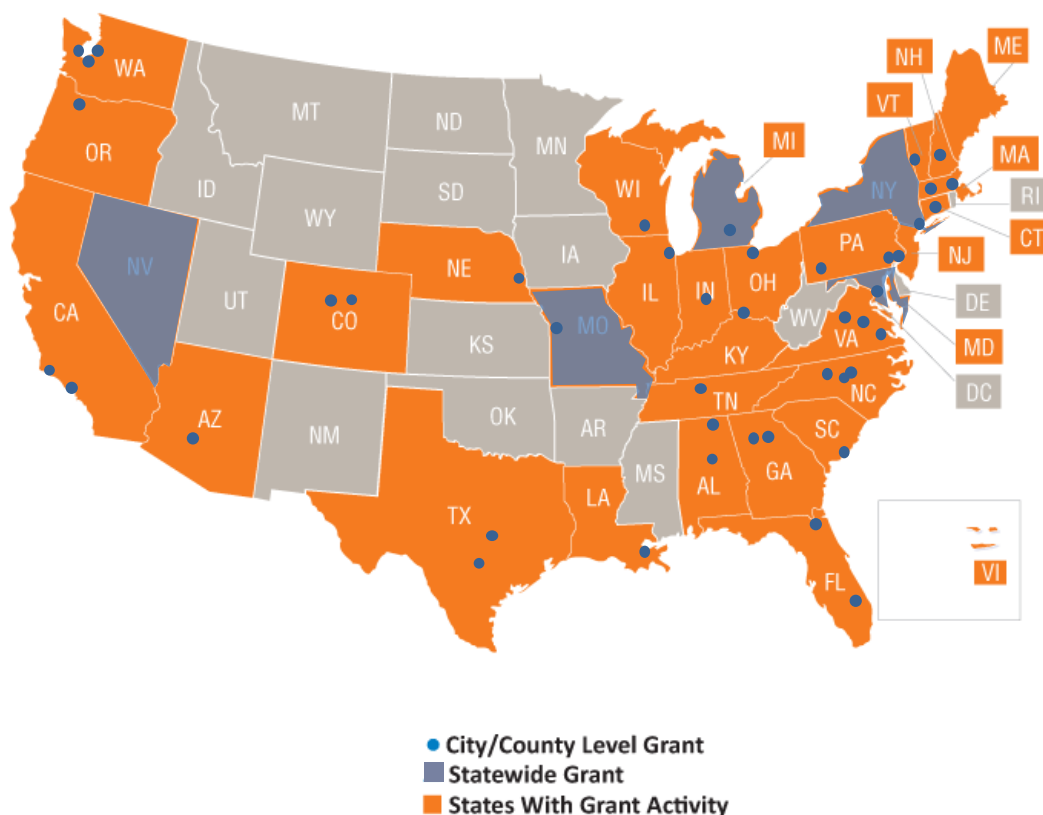 ME
NH
WA
VT
MT
ND
MN
MI
OR
MA
WI
SD
ID
NY
RI
WY
CT
PA
NJ
IA
NE
NV
OH
IL
IN
DE
UT
CA
CO
WV
MO
VA
KS
MD
KY
DC
NC
TN
AZ
OK
AR
SC
NM
MS
GA
AL
LA
TX
VI
FL
City/County Level Grant
Statewide Grant
States With Grant Activity